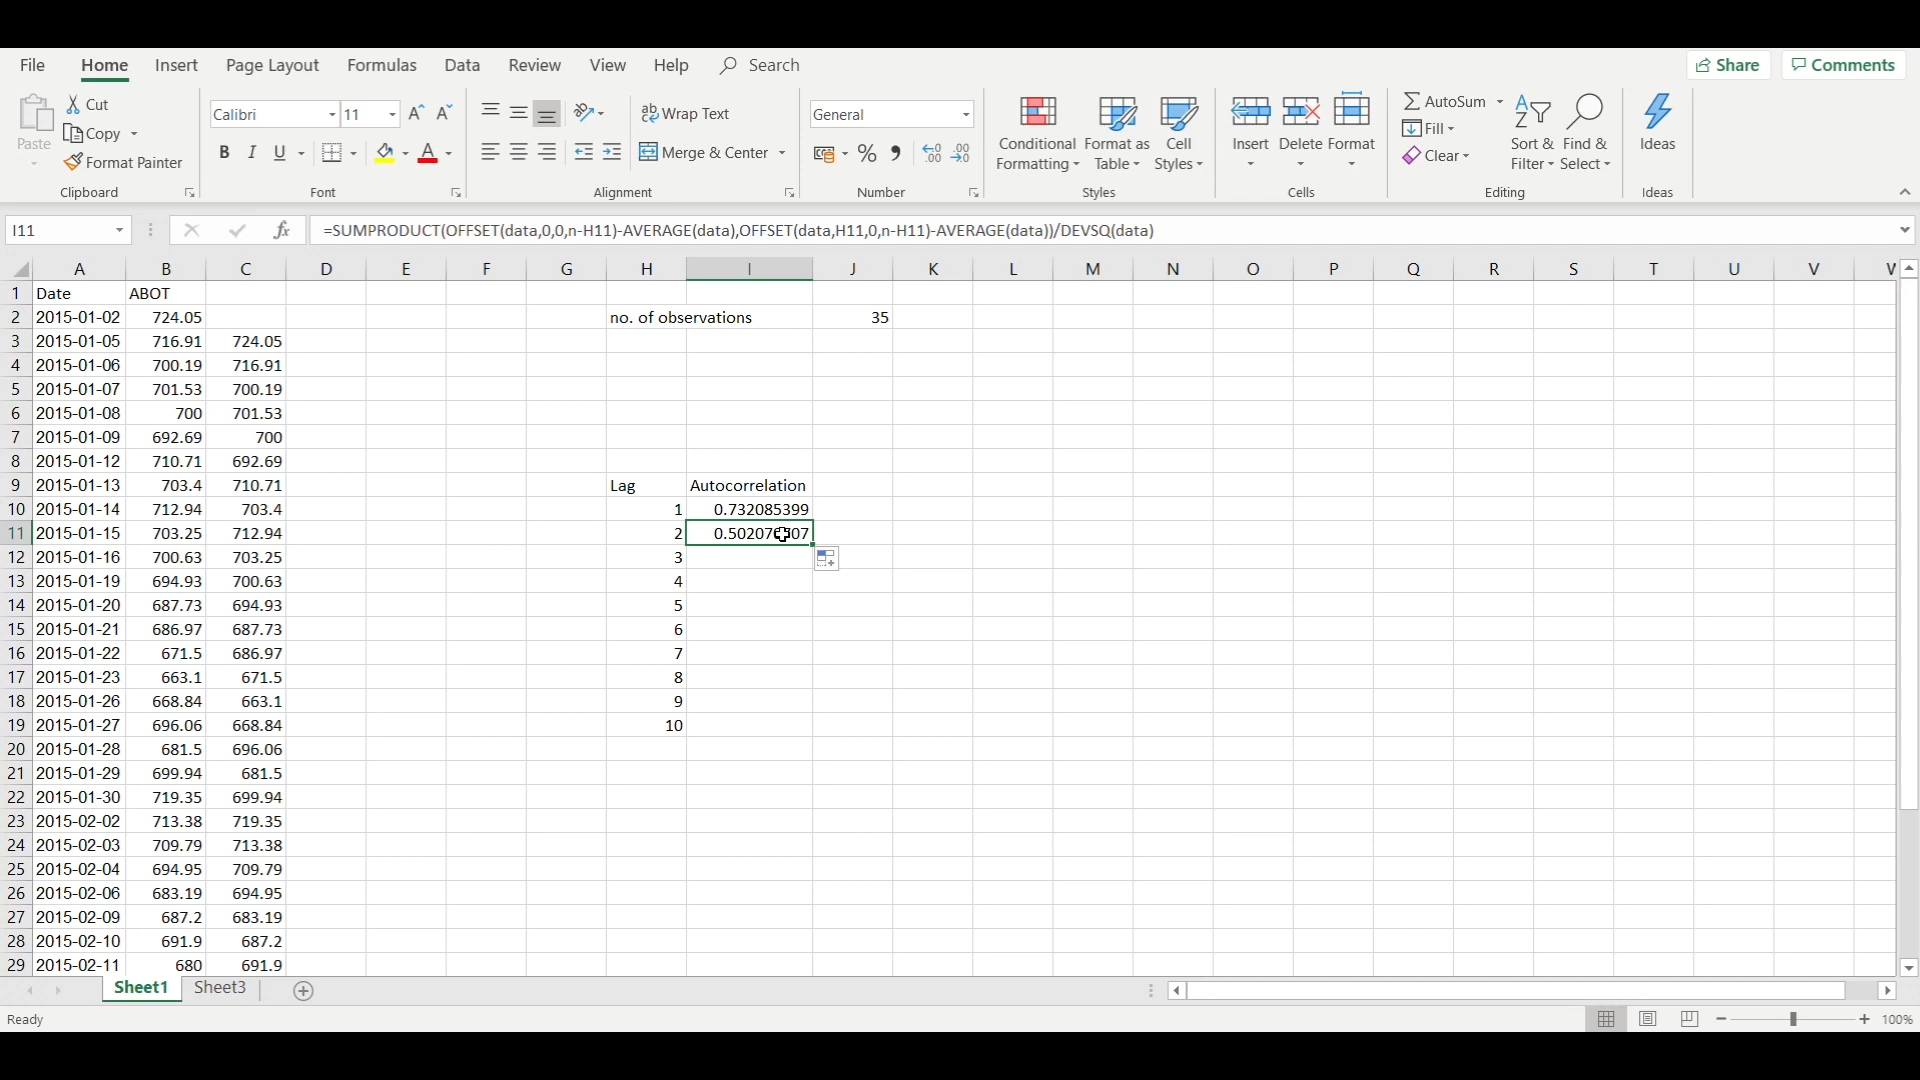 File Home Insert Page Layout Formulas Data Review View Help Search Share Comments
Paste Cut Copy Format Painter Clipboard
Calibri 11 A A B I U A Font
Wrap Text Merge & Center Alignment
General % Number
Conditional Formatting Format as Table Cell Styles Styles
Insert Delete Format Cells
AutoSum Fill Clear Sort & Filter Find & Select Editing
Ideas Ideas
I11 fx =SUMPRODUCT(OFFSET(data,0,0,n-H11)-AVERAGE(data),OFFSET(data,H11,0,n-H11)-AVERAGE(data))/DEVSQ(data)
A B C D E F G H I J K L M N O P Q R S T U V W
1 Date ABOT
2 2015-01-02 724.05 no. of observations 35
3 2015-01-05 716.91 724.05
4 2015-01-06 700.19 716.91
5 2015-01-07 701.53 700.19
6 2015-01-08 700 701.53
7 2015-01-09 692.69 700
8 2015-01-12 710.71 692.69
9 2015-01-13 703.4 710.71 Lag Autocorrelation
10 2015-01-14 712.94 703.4 1 0.732085399
11 2015-01-15 703.25 712.94 2
12 2015-01-16 700.63 703.25 3
13 2015-01-19 694.93 700.63 4
14 2015-01-20 687.73 694.93 5
15 2015-01-21 686.97 687.73 6
16 2015-01-22 671.5 686.97 7
17 2015-01-23 663.1 671.5 8
18 2015-01-26 668.84 663.1 9
19 2015-01-27 696.06 668.84 10
20 2015-01-28 681.5 696.06
21 2015-01-29 699.94 681.5
22 2015-01-30 719.35 699.94
23 2015-02-02 713.38 719.35
24 2015-02-03 709.79 713.38
25 2015-02-04 694.95 709.79
26 2015-02-06 683.19 694.95
27 2015-02-09 687.2 683.19
28 2015-02-10 691.9 687.2
29 2015-02-11 680 691.9
Sheet1 Sheet3
Ready 100%